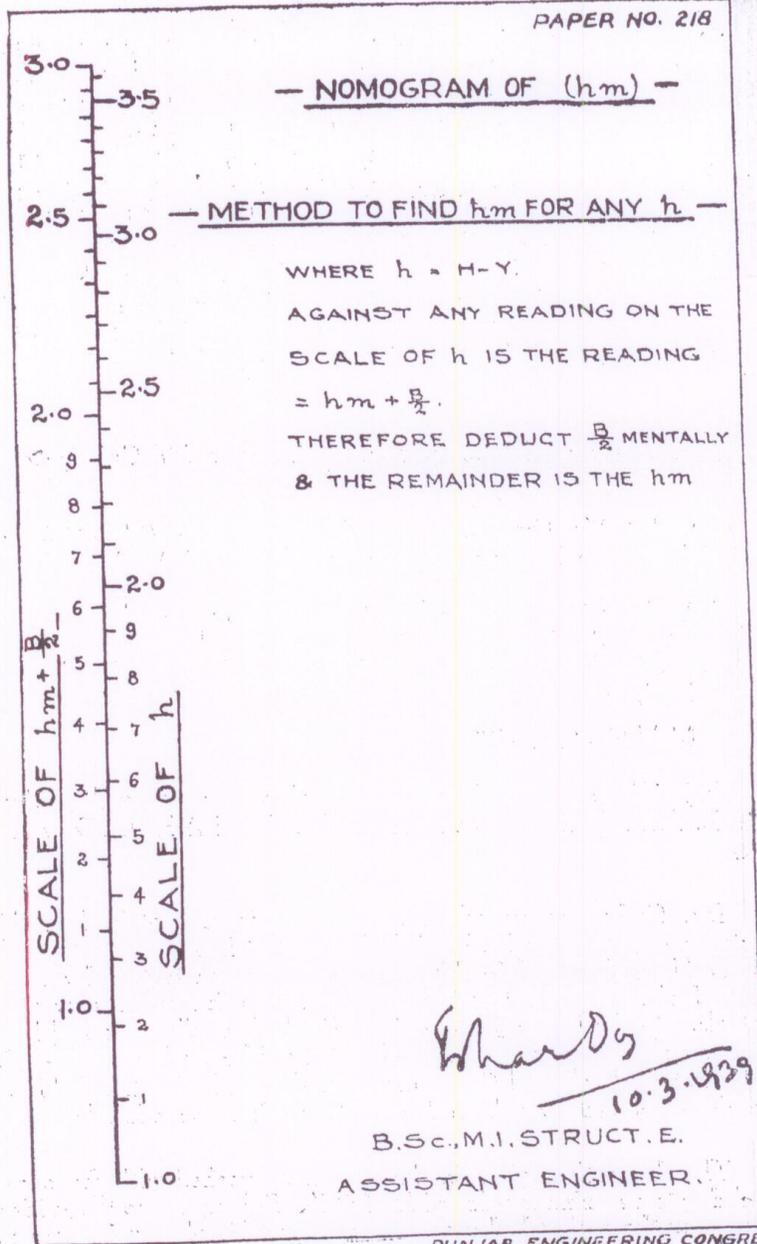 PAPER NO. 218
— NOMOGRAM OF (hm) —
— METHOD TO FIND hm FOR ANY h —
WHERE h = H-Y.
AGAINST ANY READING ON THE
SCALE OF h IS THE READING
= hm + B/2.
THEREFORE DEDUCT B/2 MENTALLY
& THE REMAINDER IS THE hm
SCALE OF hm + B/2
3.0
2.5
2.0
9
8
7
6
5
4
3
2
1
1.0
SCALE OF h
3.5
3.0
2.5
2.0
9
8
7
6
5
4
3
2
1
1.0
10.3.1939
B.Sc., M.I. STRUCT. E.
ASSISTANT ENGINEER.
PUNJAB ENGINEERING CONGRE